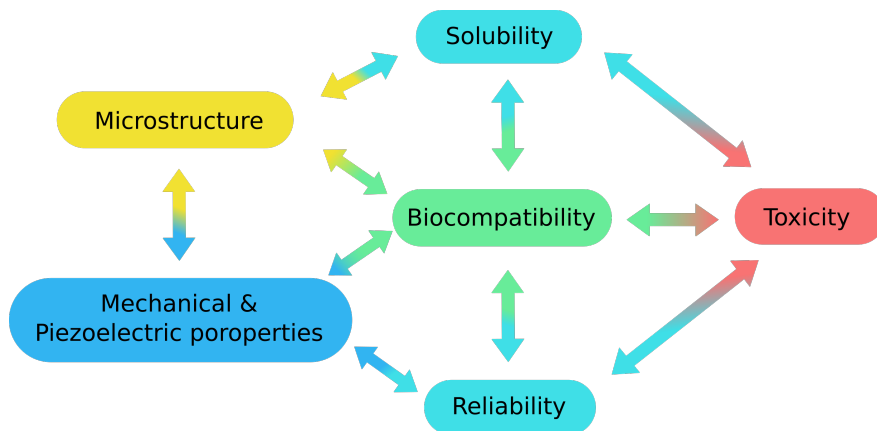 Solubility
Microstructure
Biocompatibility
Toxicity
Mechanical &
Piezoelectric poroperties
Reliability